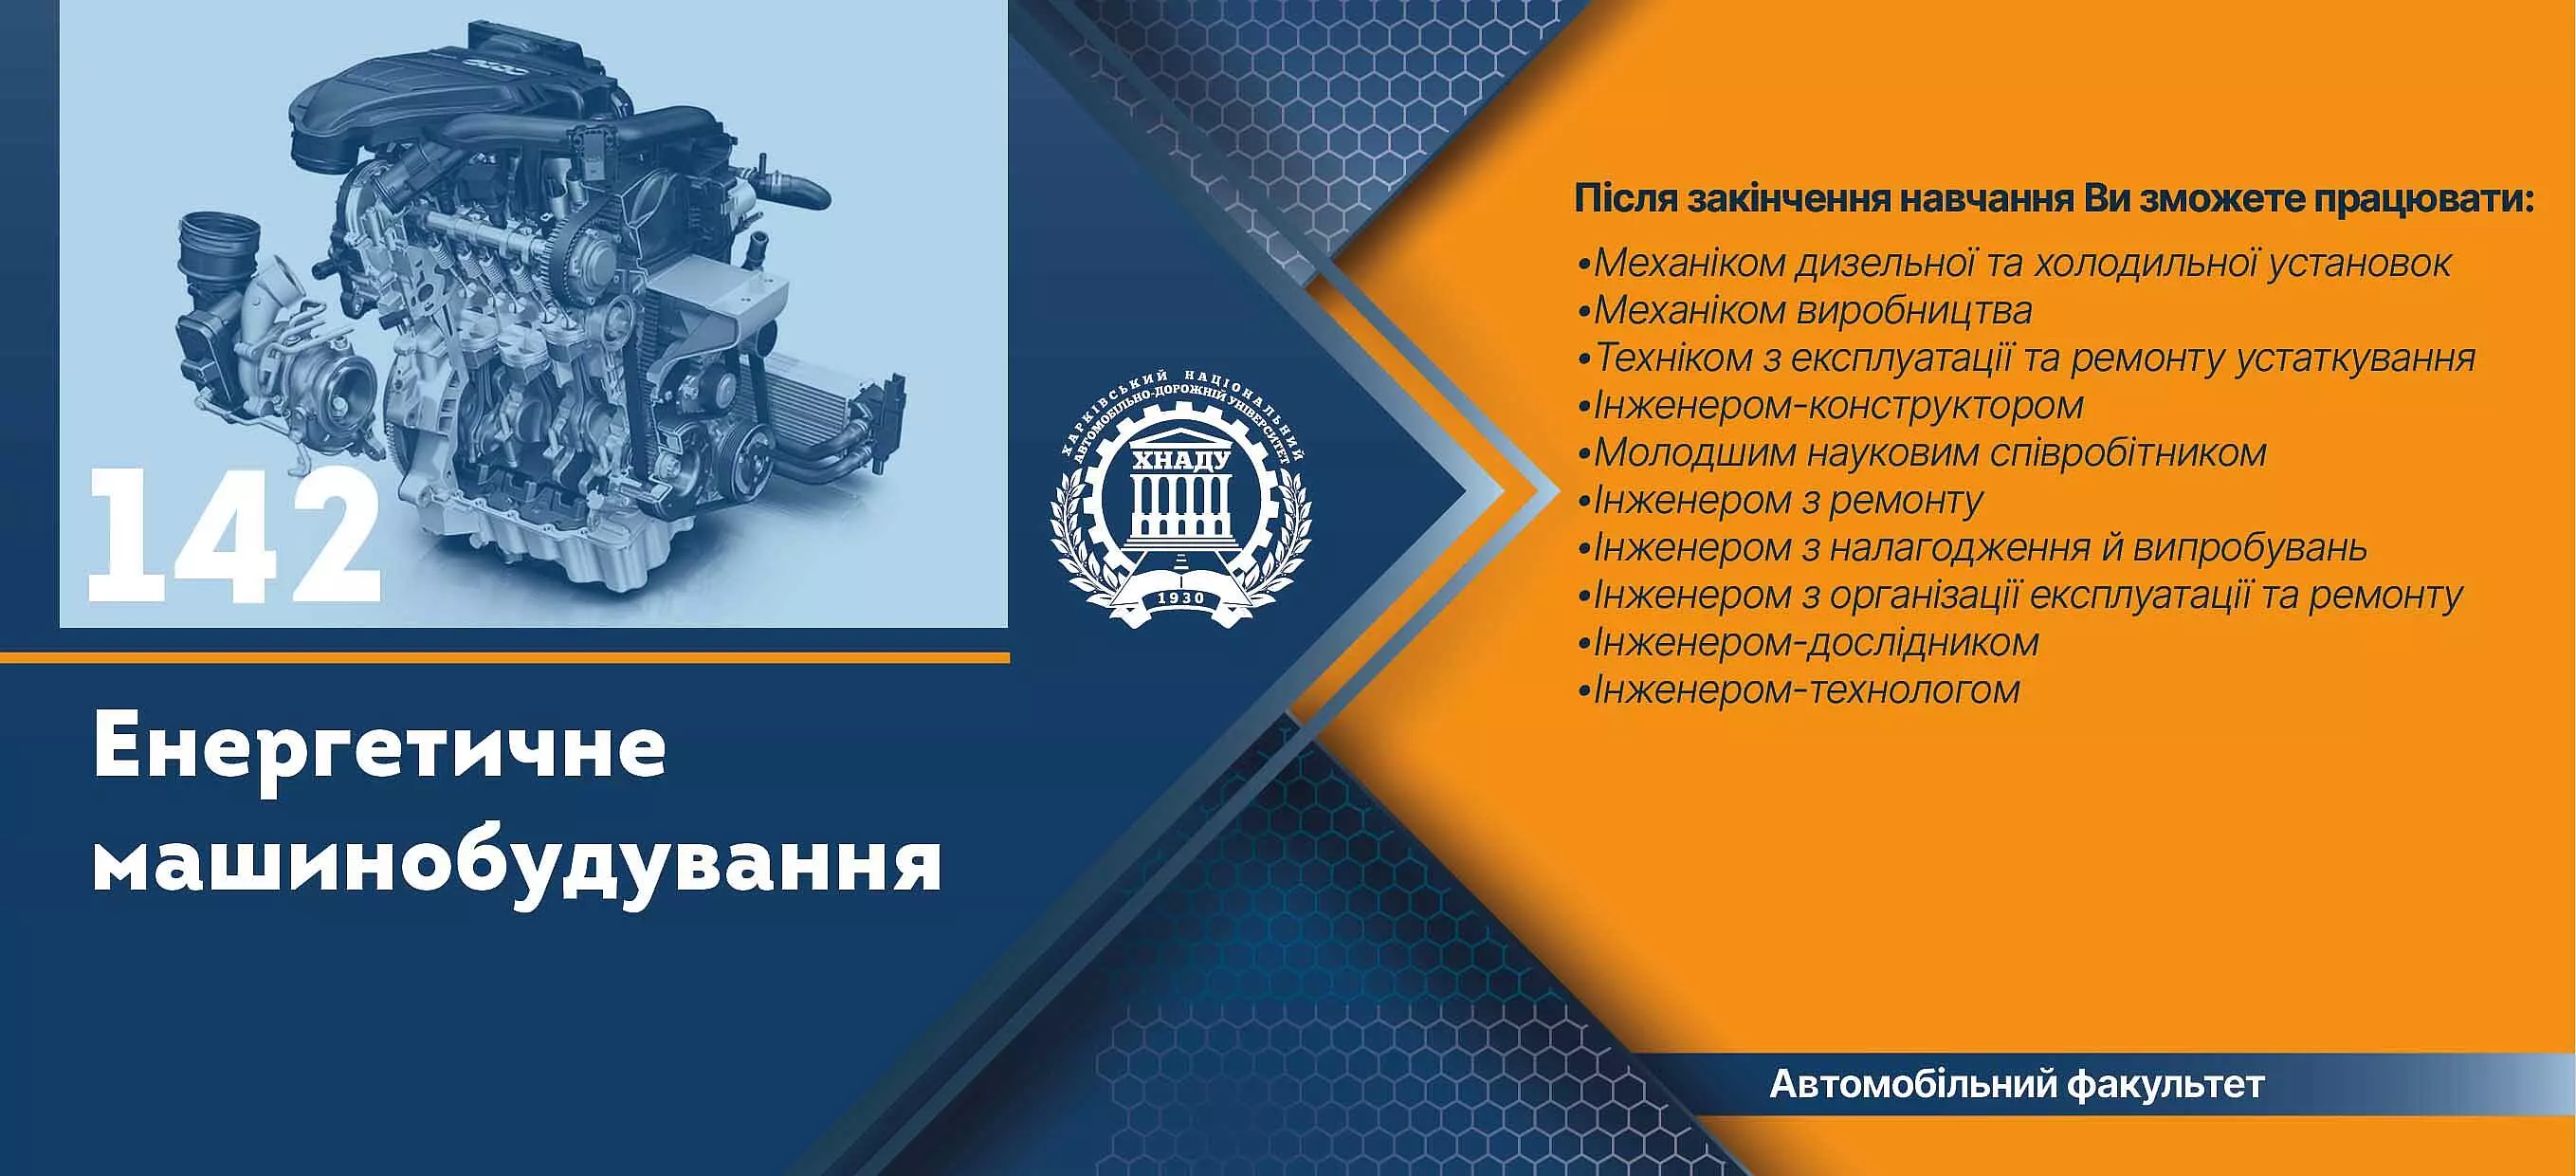 142
Енергетичне
машинобудування
ХАРКІВСЬКИЙ НАЦІОНАЛЬНИЙ
АВТОМОБІЛЬНО-ДОРОЖНІЙ УНІВЕРСИТЕТ
ХНАДУ
1930
Після закінчення навчання Ви зможете працювати:
•Механіком дизельної та холодильної установок
•Механіком виробництва
•Техніком з експлуатації та ремонту устаткування
•Інженером-конструктором
•Молодшим науковим співробітником
•Інженером з ремонту
•Інженером з налагодження й випробувань
•Інженером з організації експлуатації та ремонту
•Інженером-дослідником
•Інженером-технологом
Автомобільний факультет